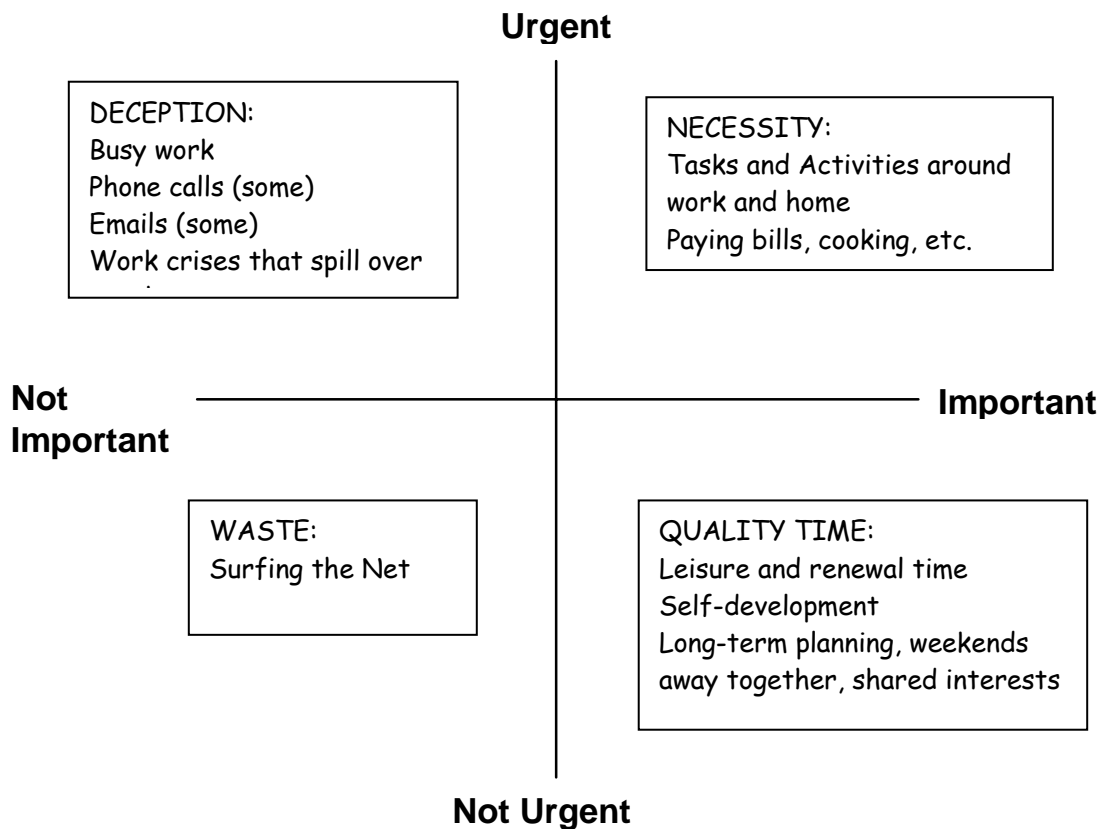 Urgent
DECEPTION:
Busy work
Phone calls (some)
Emails (some)
Work crises that spill over
NECESSITY:
Tasks and Activities around
work and home
Paying bills, cooking, etc.
Not
Important
Important
WASTE:
Surfing the Net
QUALITY TIME:
Leisure and renewal time
Self-development
Long-term planning, weekends
away together, shared interests
Not Urgent